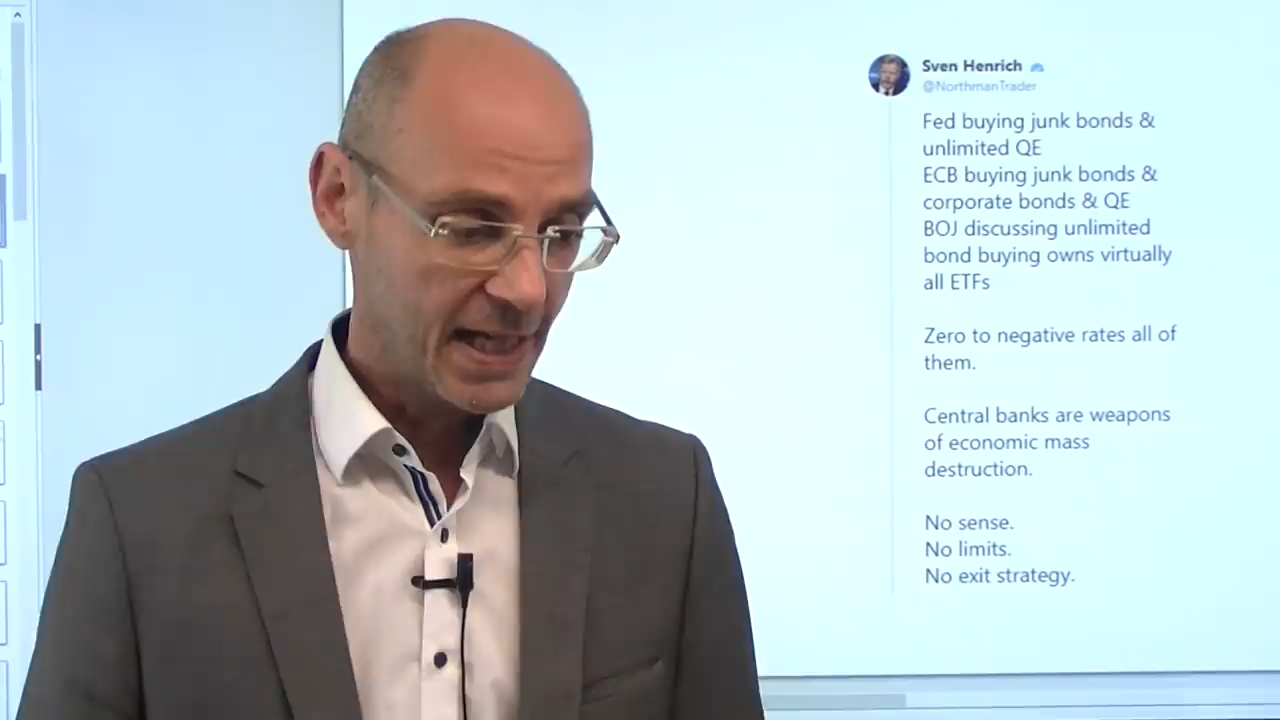 Sven Henrich
@NorthmanTrader
Fed buying junk bonds &
unlimited QE
ECB buying junk bonds &
corporate bonds & QE
BOJ discussing unlimited
bond buying owns virtually
all ETFs
Zero to negative rates all of
them.
Central banks are weapons
of economic mass
destruction.
No sense.
No limits.
No exit strategy.